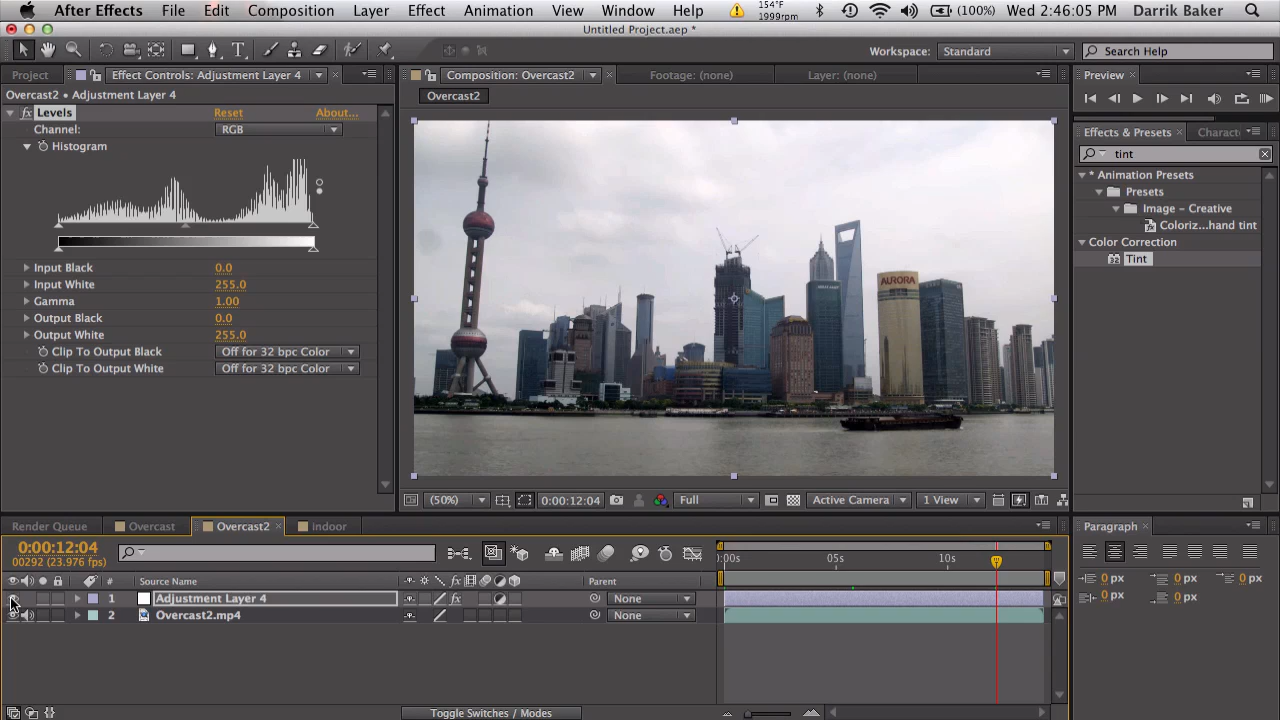 After Effects File Edit Composition Layer Effect Animation View Window Help 154°F 1999rpm (100%) Wed 2:46:05 PM Darrik Baker
Untitled Project.aep *
Workspace: Standard Search Help
Project Effect Controls: Adjustment Layer 4 Composition: Overcast2 Footage: (none) Layer: (none) Preview
Overcast2 • Adjustment Layer 4
Overcast2
fx Levels Reset About...
Channel: RGB
Histogram
Effects & Presets Charact
tint
* Animation Presets
Presets
Image - Creative
Coloriz...hand tint
Color Correction
Tint
AURORA
Input Black 0.0
Input White 255.0
Gamma 1.00
Output Black 0.0
Output White 255.0
Clip To Output Black Off for 32 bpc Color
Clip To Output White Off for 32 bpc Color
(50%) 0:00:12:04 Full Active Camera 1 View
Render Queue Overcast Overcast2 Indoor Paragraph
0:00:12:04
00292 (23.976 fps)
:00s 05s 10s
0 px 0 px 0 px
0 px 0 px
# Source Name fx Parent
1 Adjustment Layer 4 fx None
2 Overcast2.mp4 None
Toggle Switches / Modes